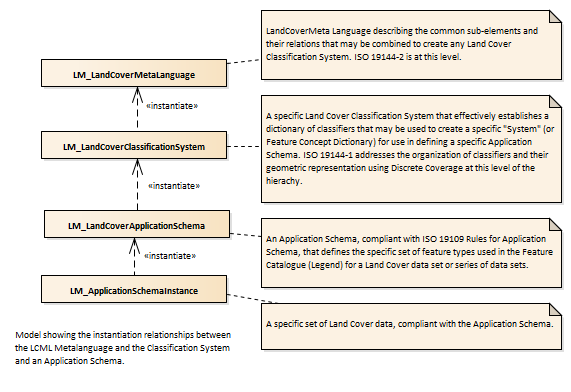 LandCoverMeta Language describing the common sub-elements and
their relations that may be combined to create any Land Cover
Classification System. ISO 19144-2 is at this level.
LM_LandCoverMetaLanguage
«instantiate»
A specific Land Cover Classification System that effectively establishes a
dictionary of classifiers that may be used to create a specific "System" (or
Feature Concept Dictionary) for use in defining a specific Application
Schema. ISO 19144-1 addresses the organization of classifiers and their
geometric representation using Discrete Coverage at this level of the
hierachy.
LM_LandCoverClassificationSystem
«instantiate»
LM_LandCoverApplicationSchema
An Application Schema, compliant with ISO 19109 Rules for Application
Schema, that defines the specific set of feature types used in the Feature
Catalogue (Legend) for a Land Cover data set or series of data sets.
«instantiate»
LM_ApplicationSchemaInstance
A specific set of Land Cover data, compliant with the Application Schema.
Model showing the instantiation relationships between
the LCML Metalanguage and the Classification System
and an Application Schema.